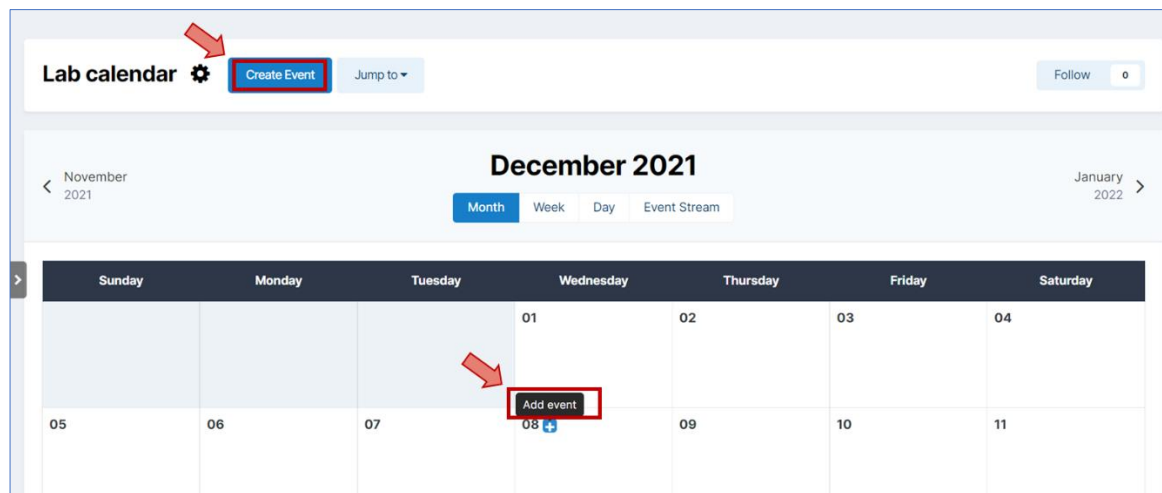 Lab calendar Create Event Jump to Follow 0
November 2021
December 2021
January 2022
Month Week Day Event Stream
Sunday Monday Tuesday Wednesday Thursday Friday Saturday
01 02 03 04
Add event
05 06 07 08 09 10 11